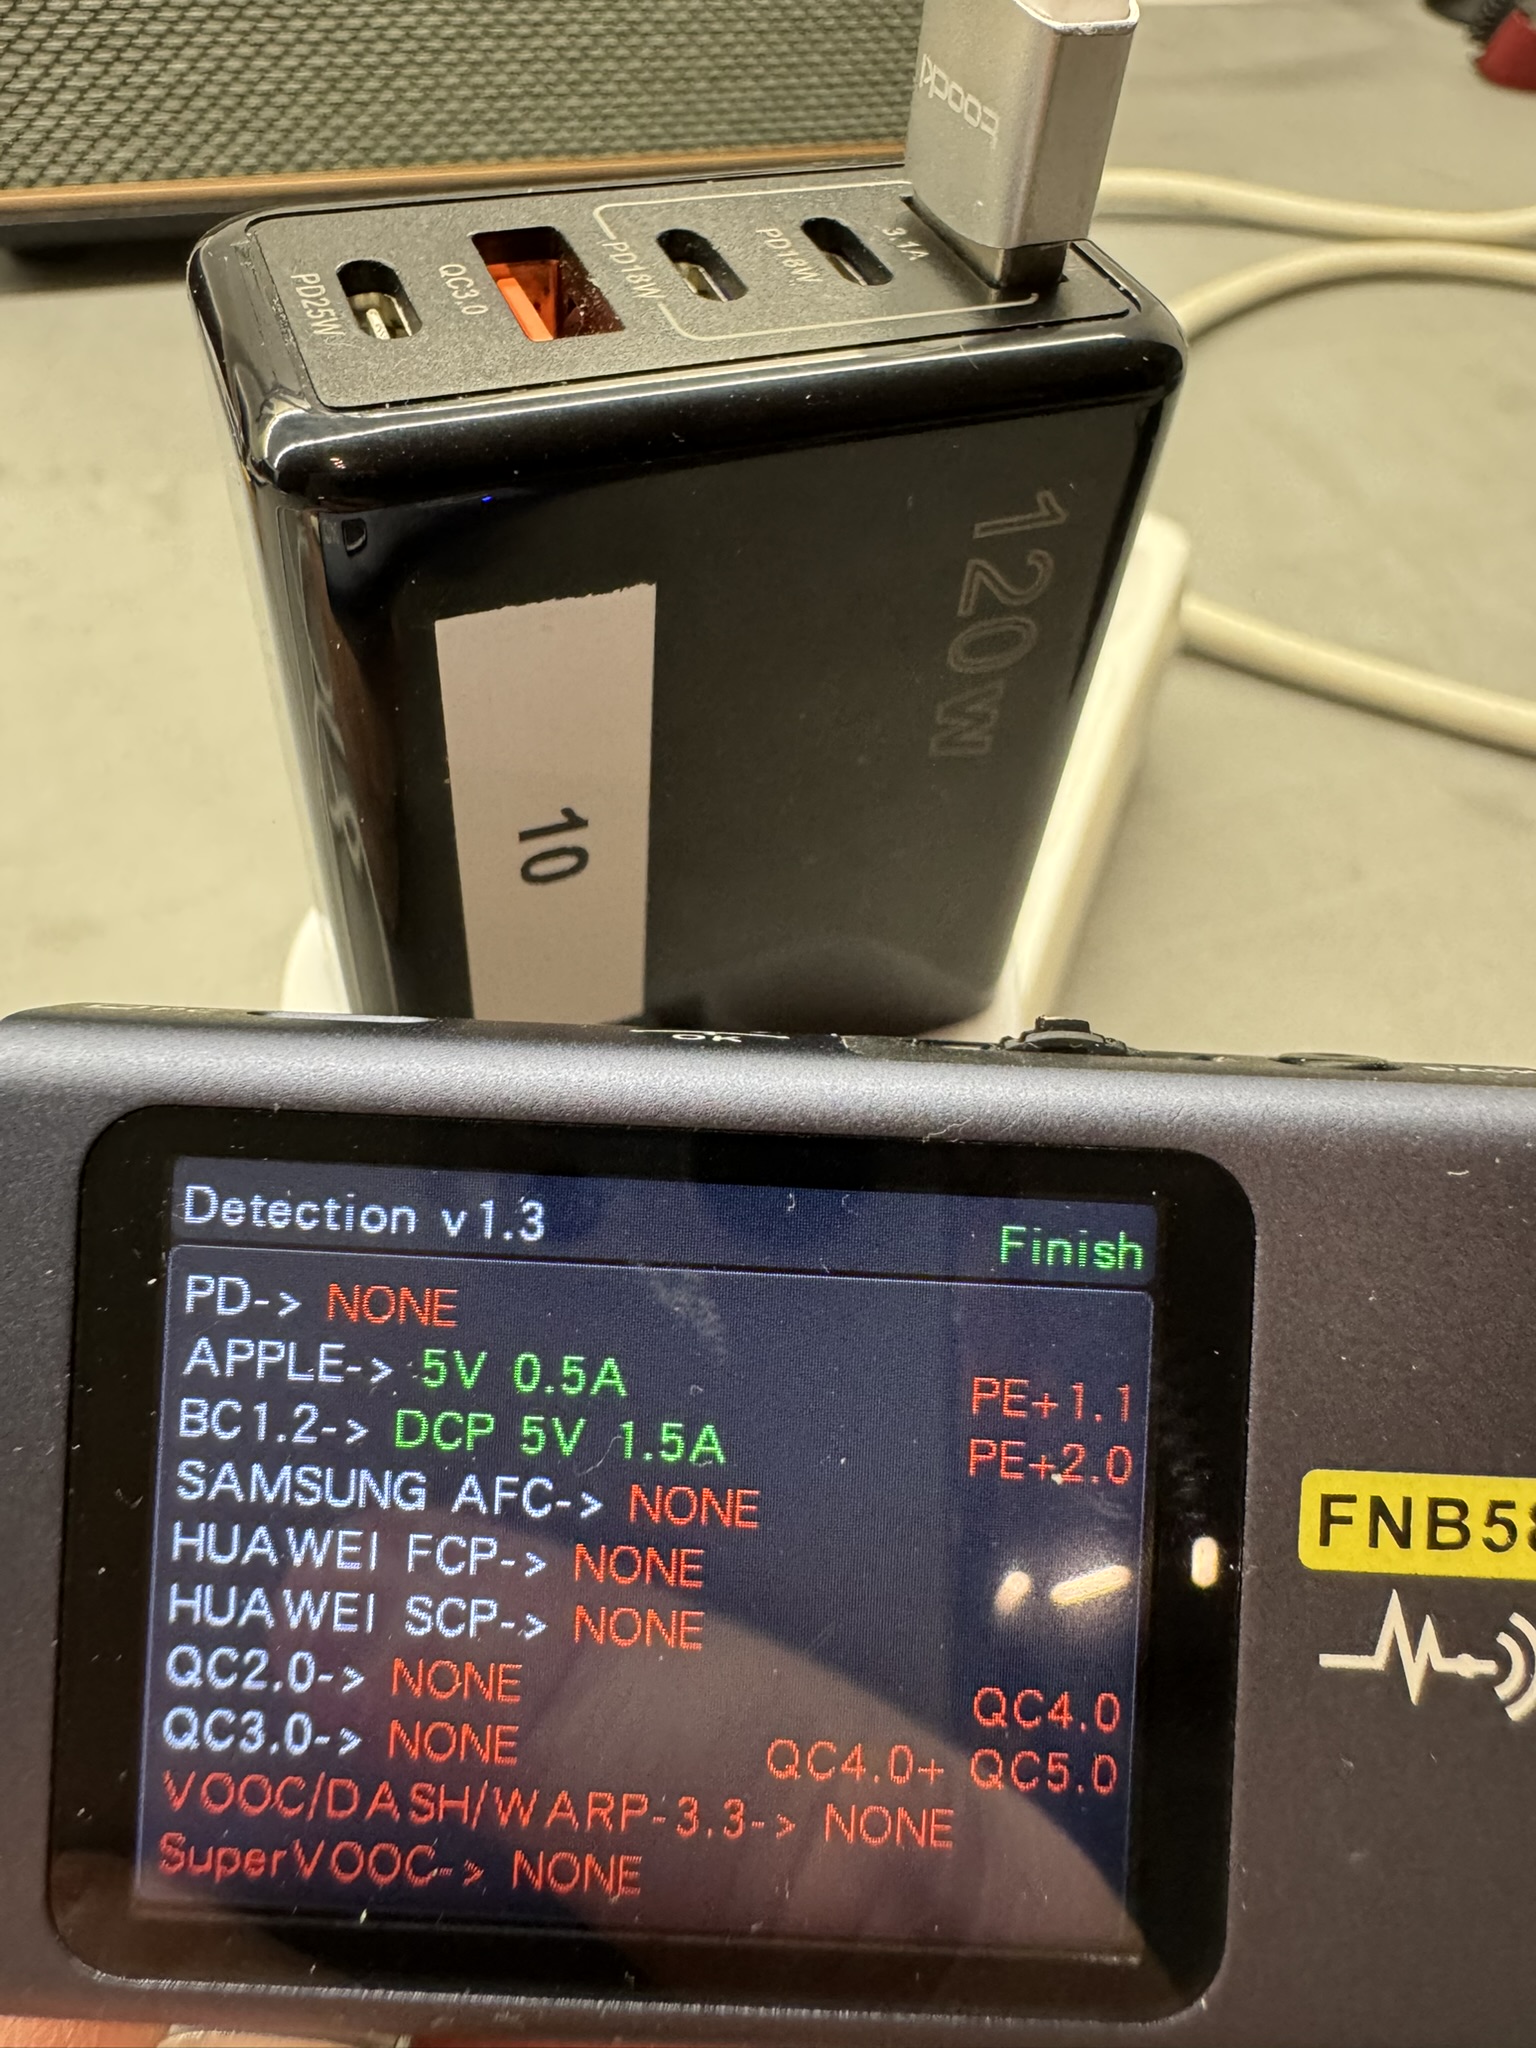 toocki
PD25W
QC3.0
PD18W
PD18W
3.1A
120W
10
OK
Detection v1.3
Finish
PD-> NONE
APPLE-> 5V 0.5A
PE+1.1
BC1.2-> DCP 5V 1.5A
PE+2.0
SAMSUNG AFC-> NONE
HUAWEI FCP-> NONE
HUAWEI SCP-> NONE
QC2.0-> NONE
QC4.0
QC3.0-> NONE
QC4.0+ QC5.0
VOOC/DASH/WARP-3.3-> NONE
SuperVOOC-> NONE
FNB58